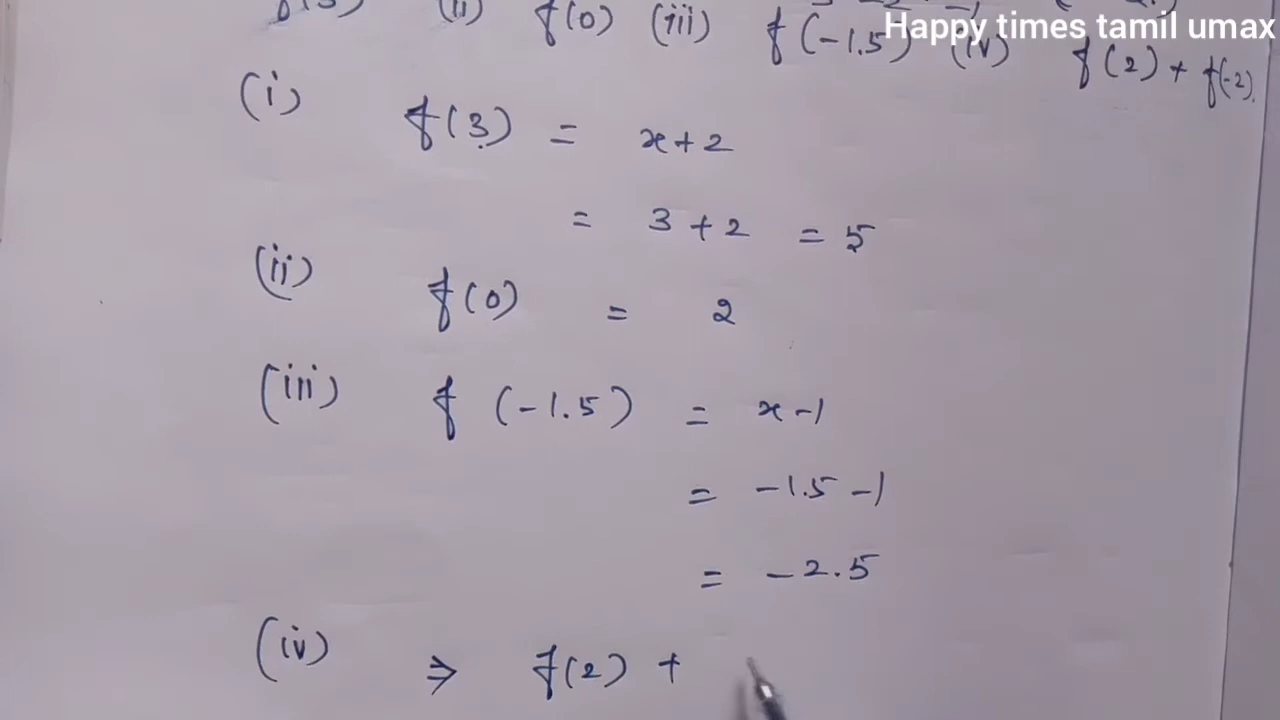 (ii) f(0) (iii) f(-1.5) (iv) f(2) + f(-2).
Happy times tamil umax
(i) f(3) = x+2
= 3+2 = 5
(ii) f(0) = 2
(iii) f (-1.5) = x-1
= -1.5 -1
= -2.5
(iv) ⇒ f(2) +